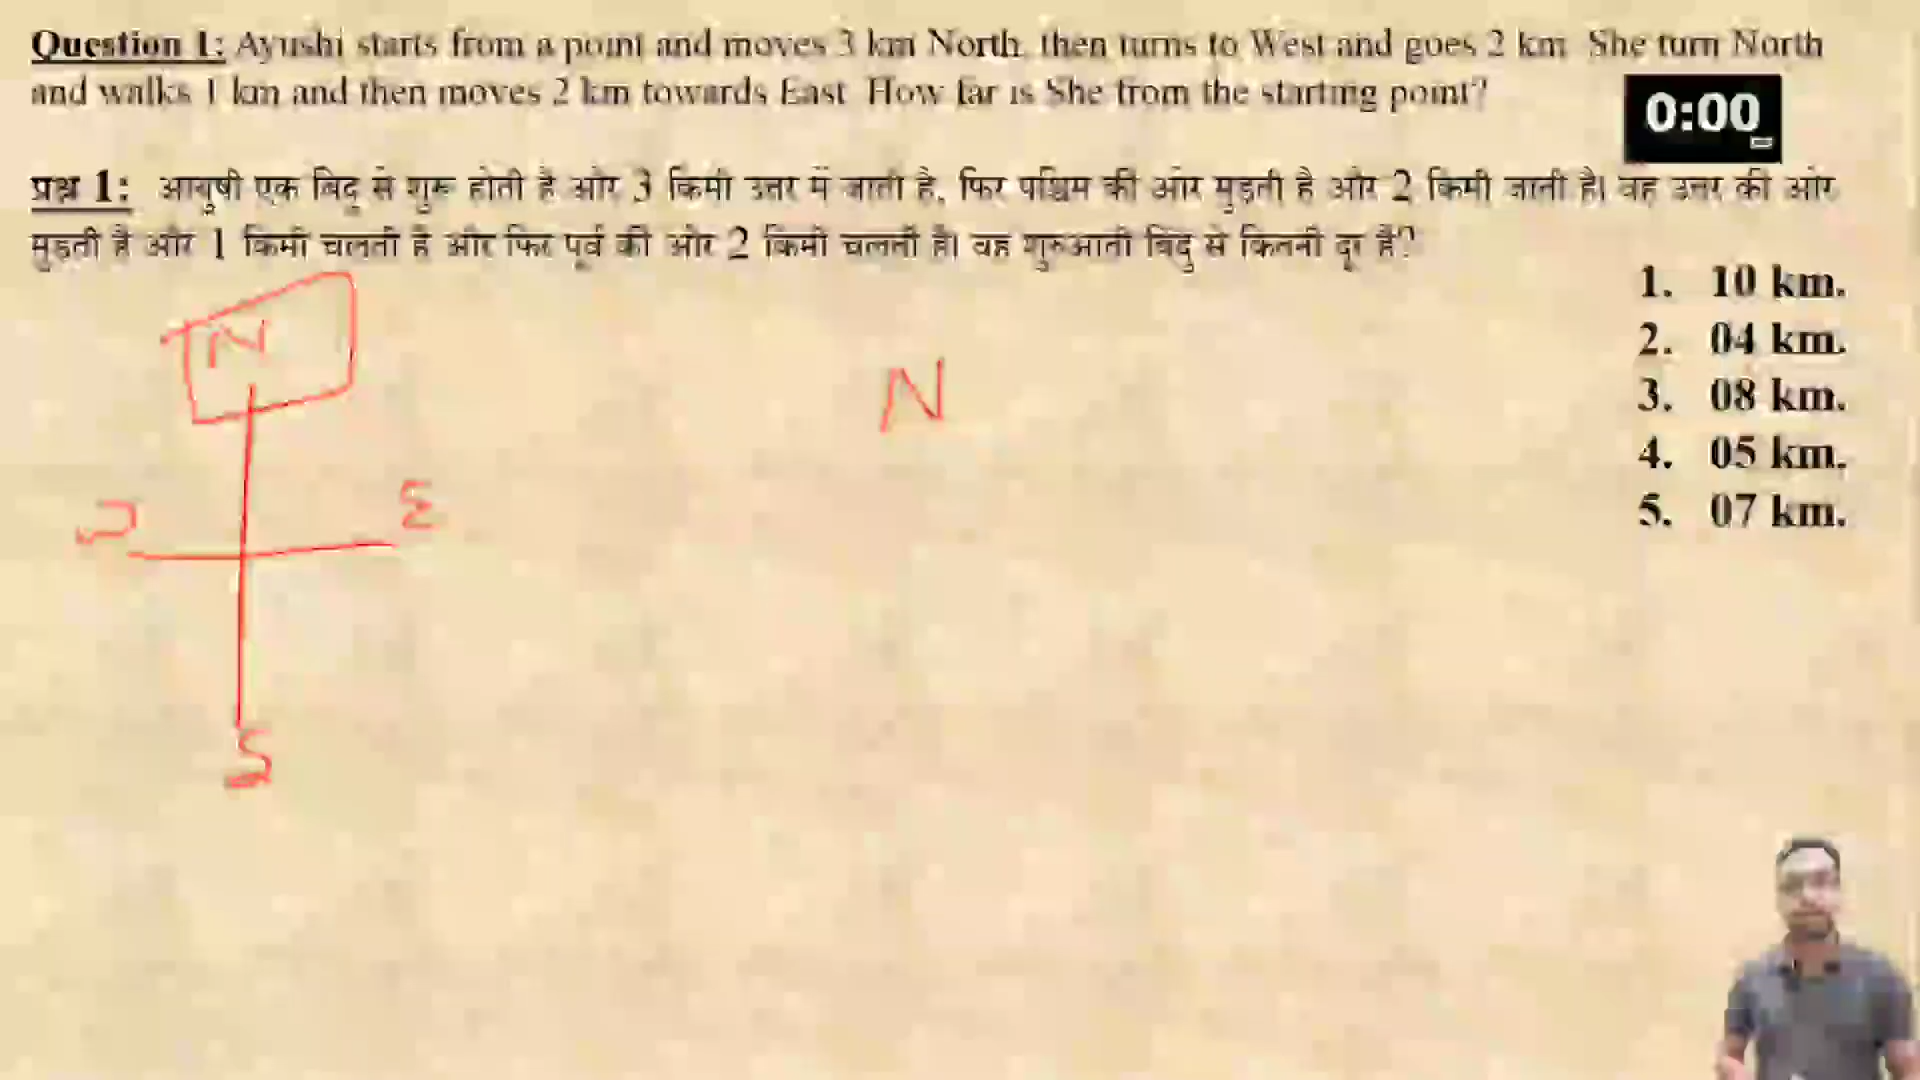 Question 1: Ayushi starts from a point and moves 3 km North, then turns to West and goes 2 km. She turn North
and walks 1 km and then moves 2 km towards East. How far is She from the starting point?
0:00
प्रश्न 1: आयुषी एक बिंदु से शुरू होती है और 3 किमी उत्तर में जाती है, फिर पश्चिम की ओर मुड़ती है और 2 किमी जाती है। वह उत्तर की ओर
मुड़ती है और 1 किमी चलती है और फिर पूर्व की ओर 2 किमी चलती है। वह शुरुआती बिंदु से कितनी दूर है?
1. 10 km.
2. 04 km.
3. 08 km.
4. 05 km.
5. 07 km.
N
N
E
S